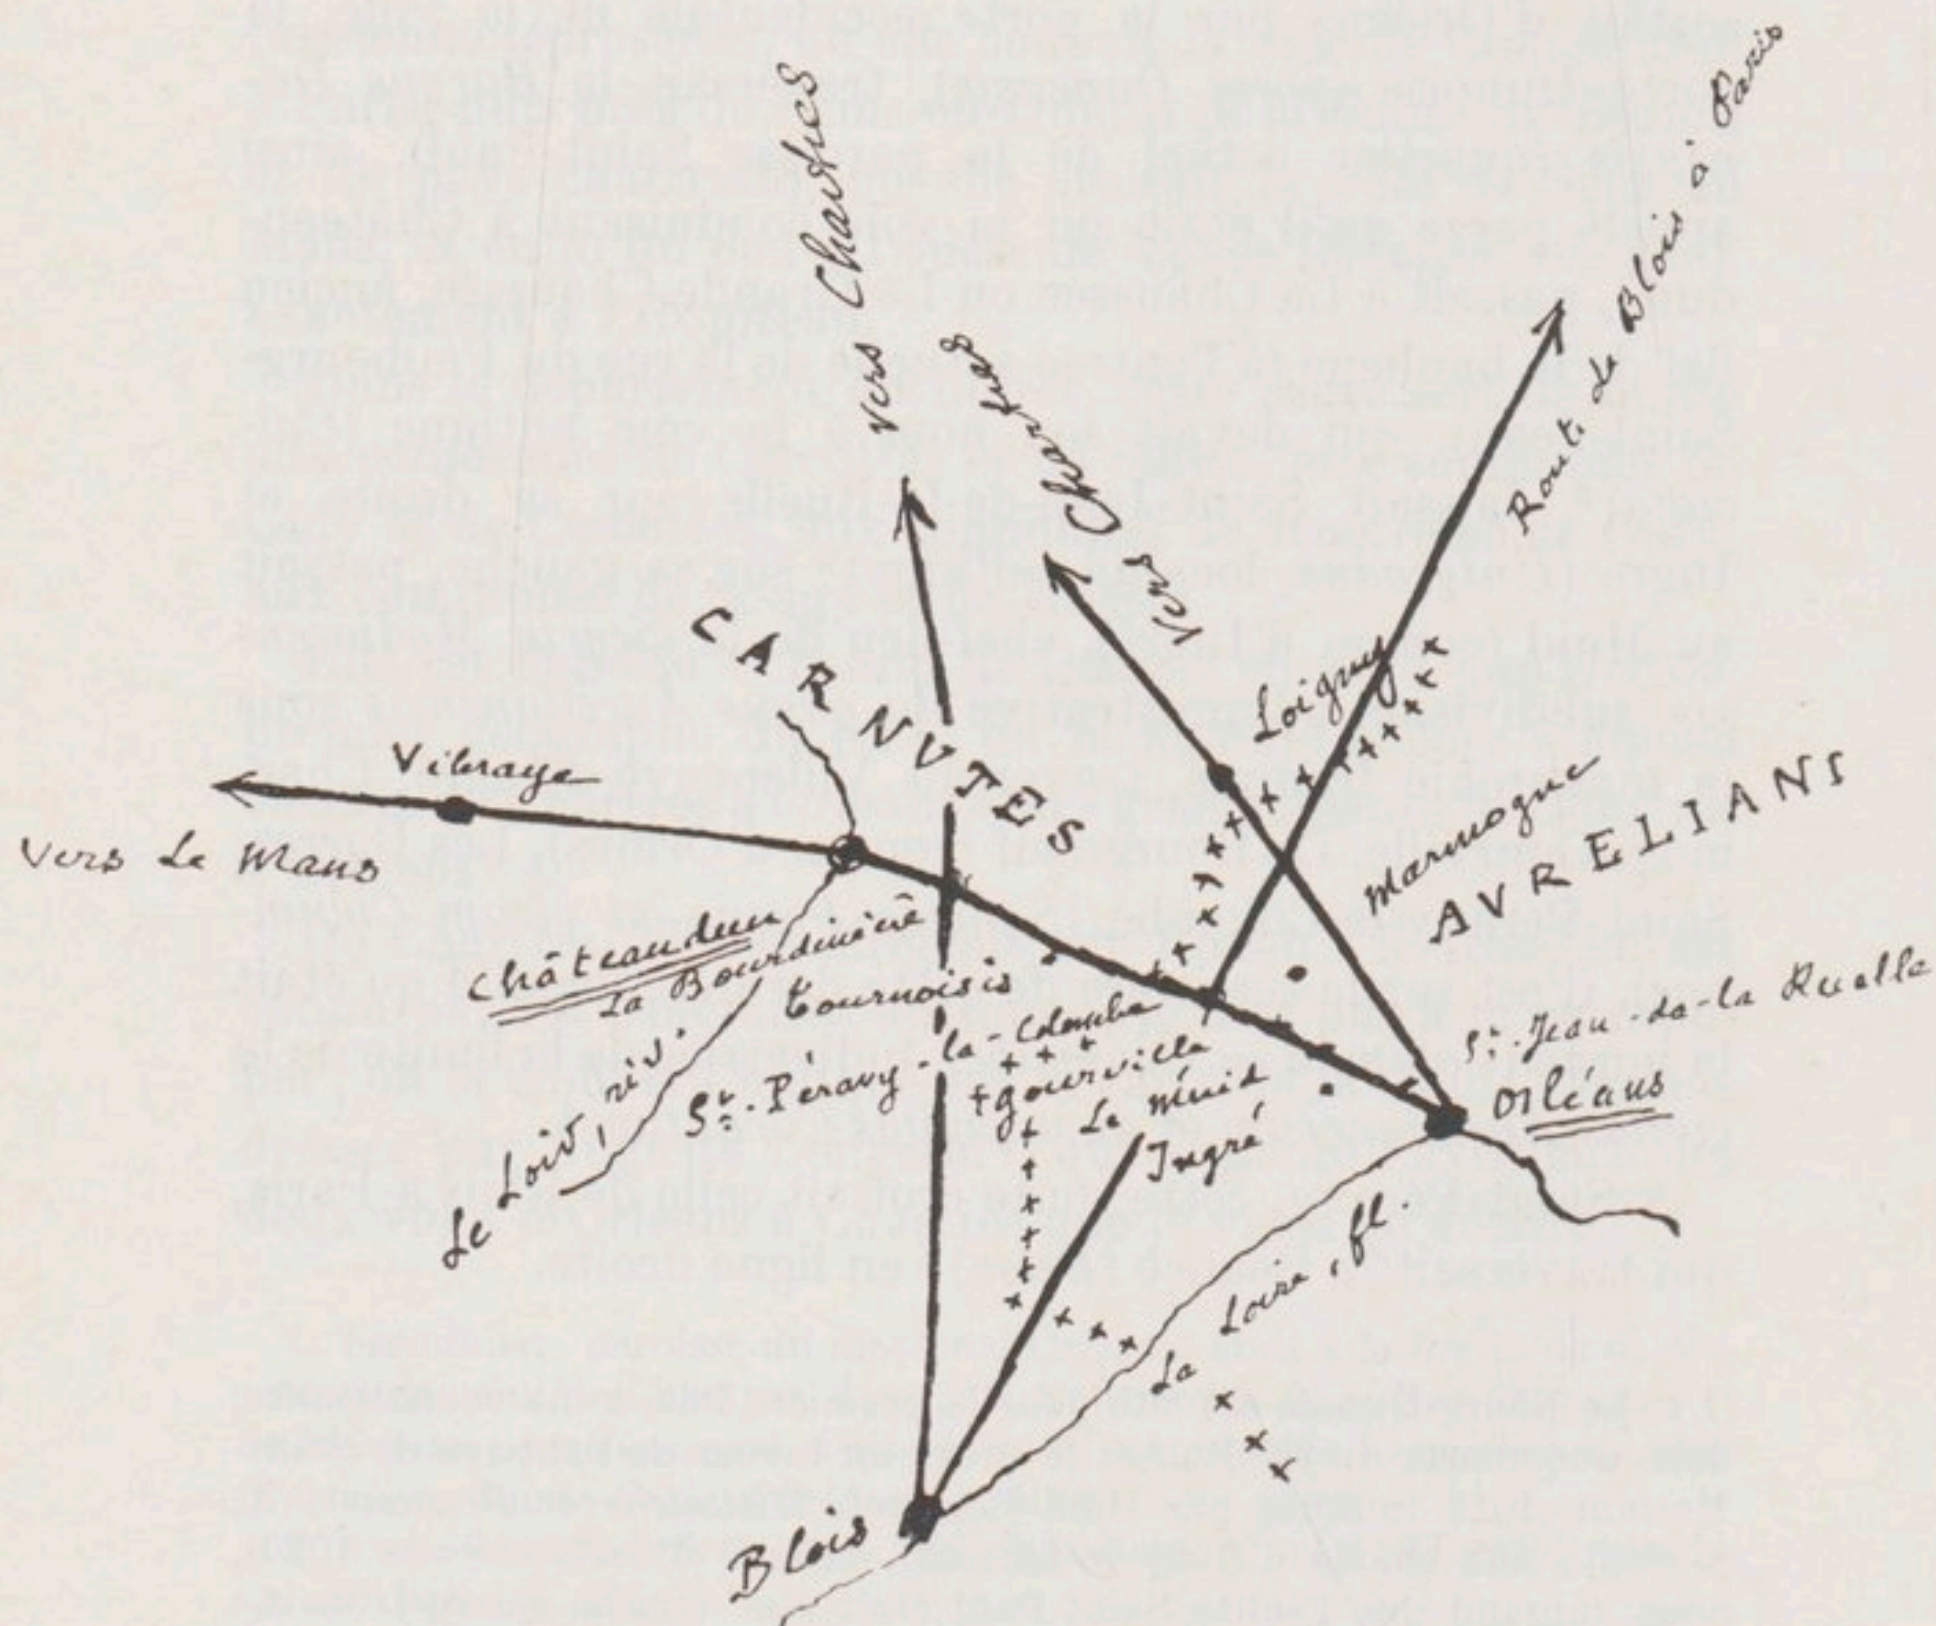 vers Chartres
vers Chartres
Route de Blois à Paris
CARNVTES
Loigny
Vibraye
Vers Le Mans
Marmogne
AVRELIANI
Châteaudun
La Bourdinière
Tournoisis
St. Péravy-la-Colombe
Gourville
Le Muid
Ingré
St. Jean-de-la Ruelle
Orléans
Le Loir, riv.
La Loire, fl.
Blois